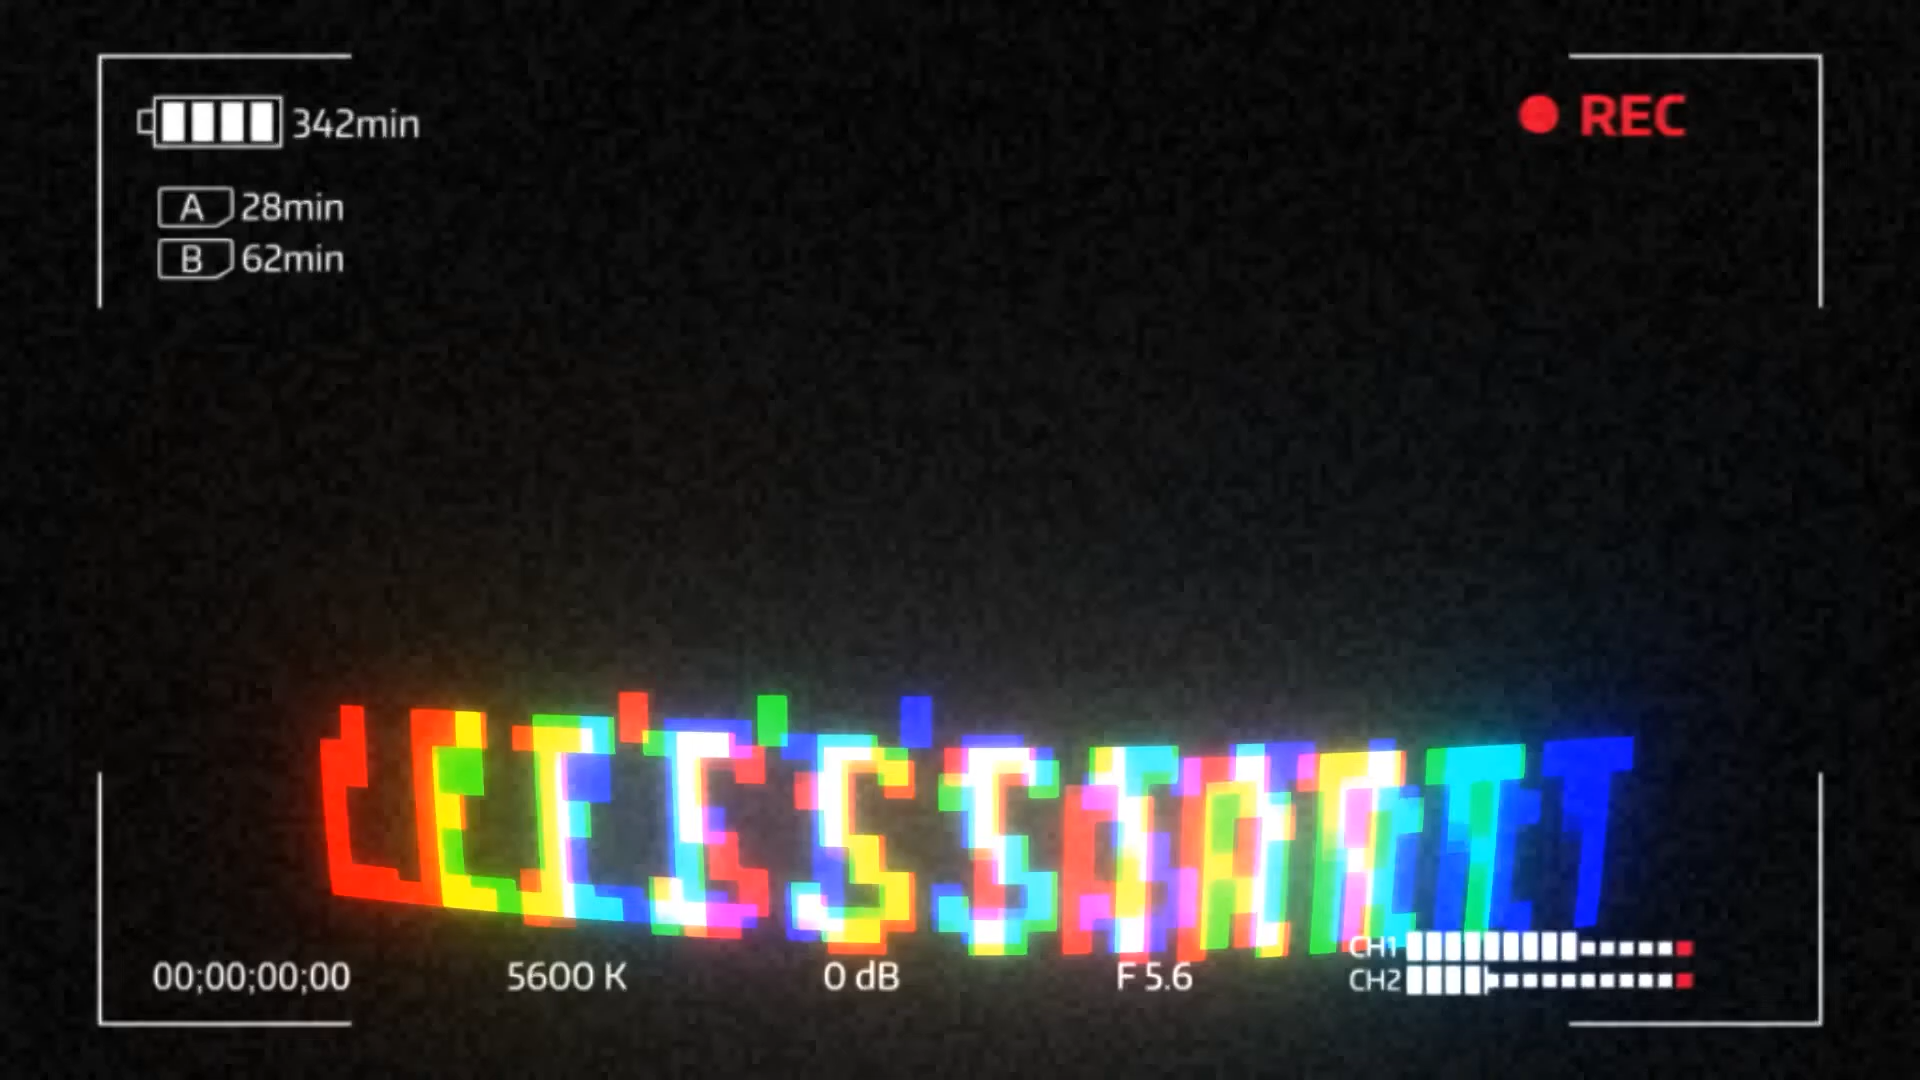 342min
REC
A 28min
B 62min
LET'S START
00;00;00;00 5600 K 0 dB F 5.6 CH1
CH2